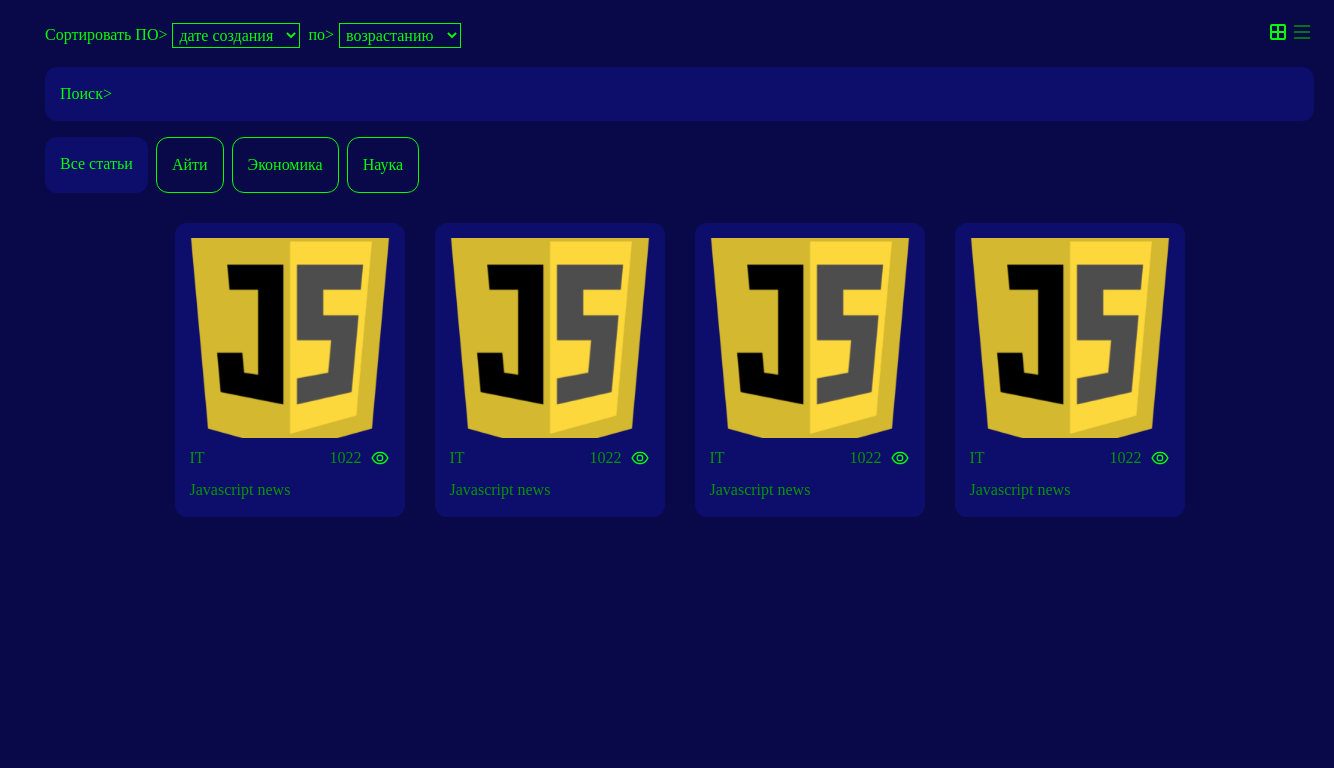 Сортировать ПО> дате создания по> возрастанию
Поиск>
Все статьи Айти Экономика Наука
JS JS JS JS
IT 1022 IT 1022 IT 1022 IT 1022
Javascript news Javascript news Javascript news Javascript news